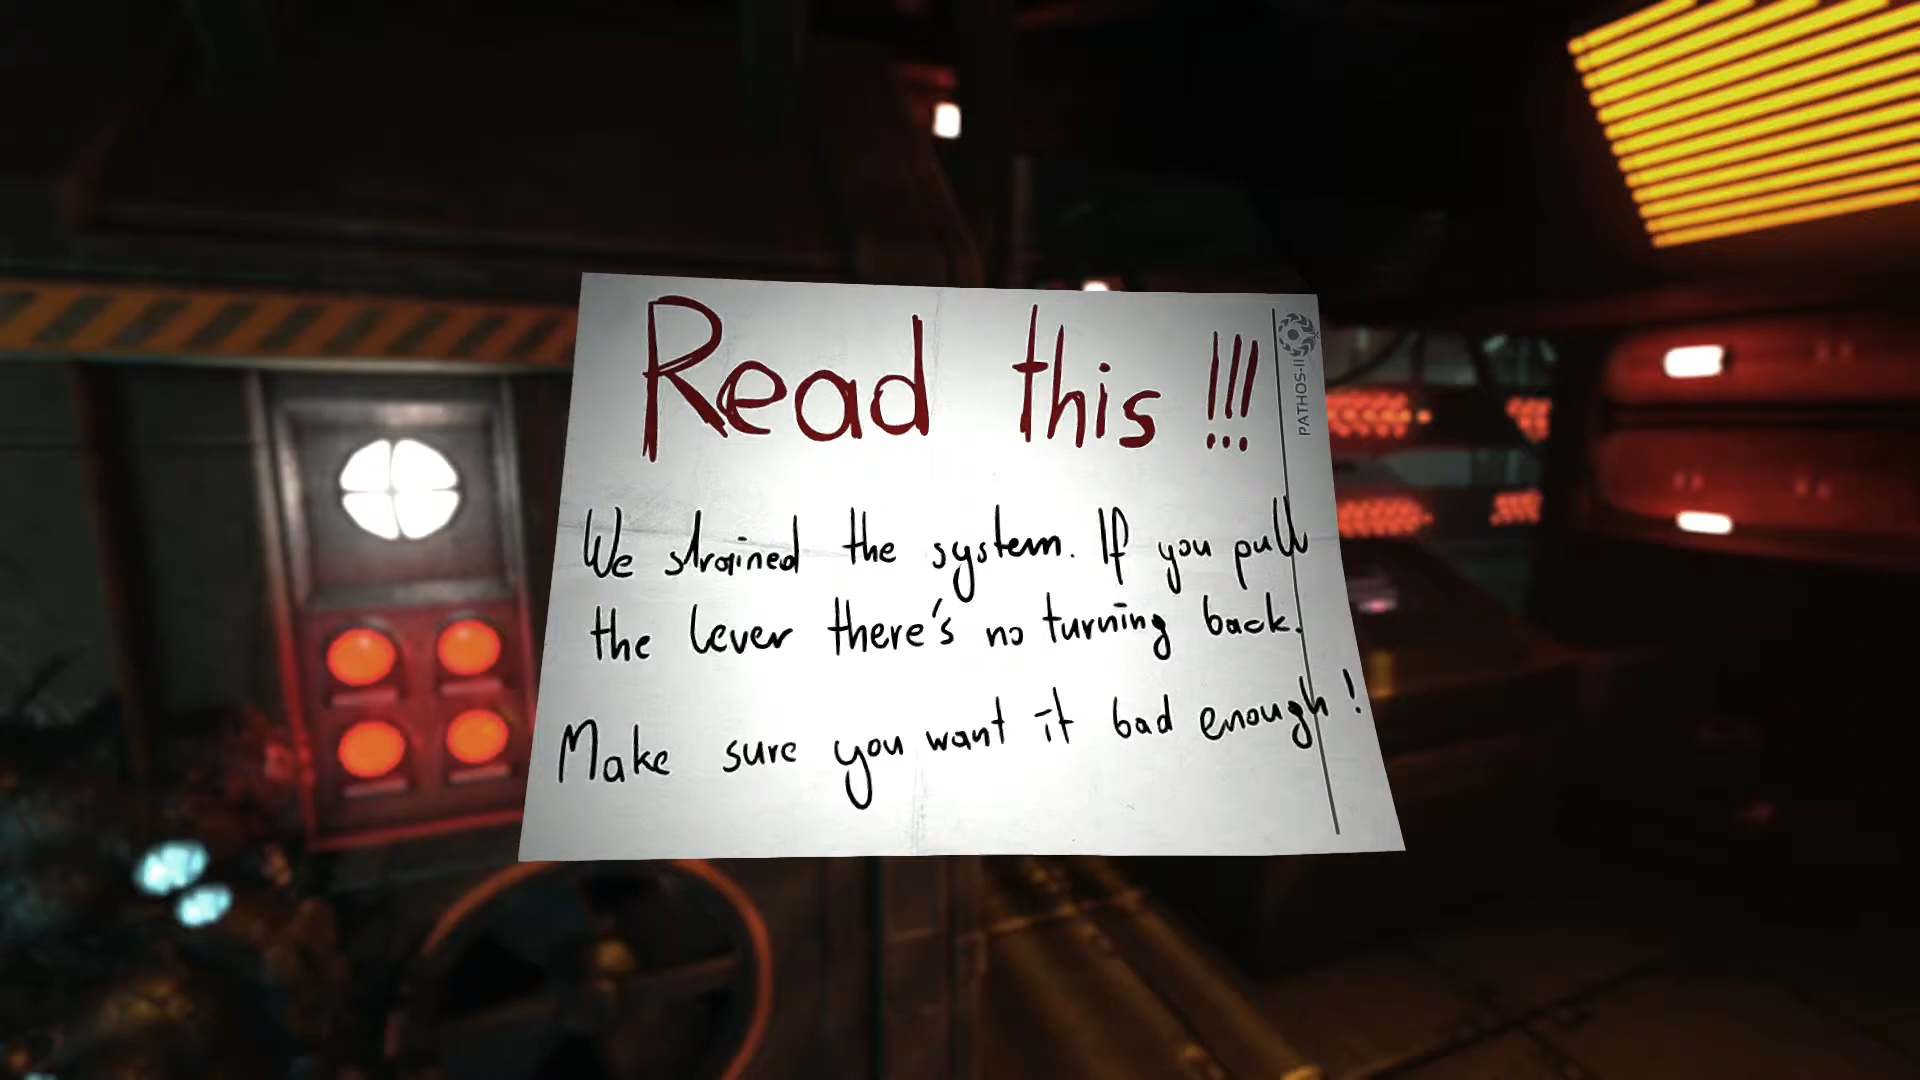 Read this !!!
We strained the system. If you pull
the lever there's no turning back.
Make sure you want it bad enough!
PATHOS-II